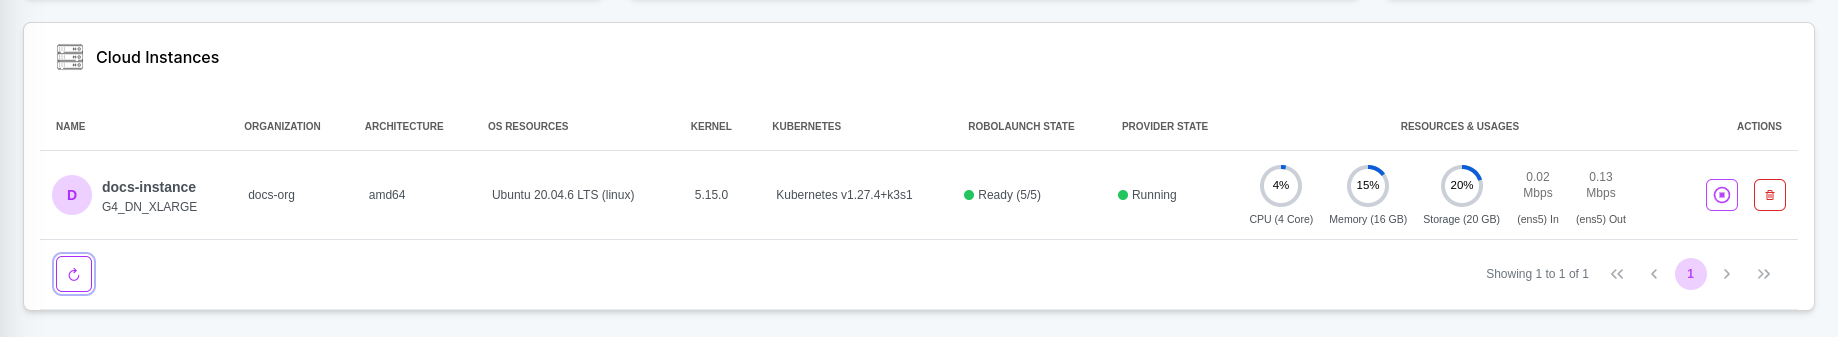 Cloud Instances
NAME ORGANIZATION ARCHITECTURE OS RESOURCES KERNEL KUBERNETES ROBOLAUNCH STATE PROVIDER STATE RESOURCES & USAGES ACTIONS
D docs-instance
G4_DN_XLARGE
docs-org amd64 Ubuntu 20.04.6 LTS (linux) 5.15.0 Kubernetes v1.27.4+k3s1 Ready (5/5) Running
4% 15% 20% 0.02 Mbps 0.13 Mbps
CPU (4 Core) Memory (16 GB) Storage (20 GB) (ens5) In (ens5) Out
Showing 1 to 1 of 1 1